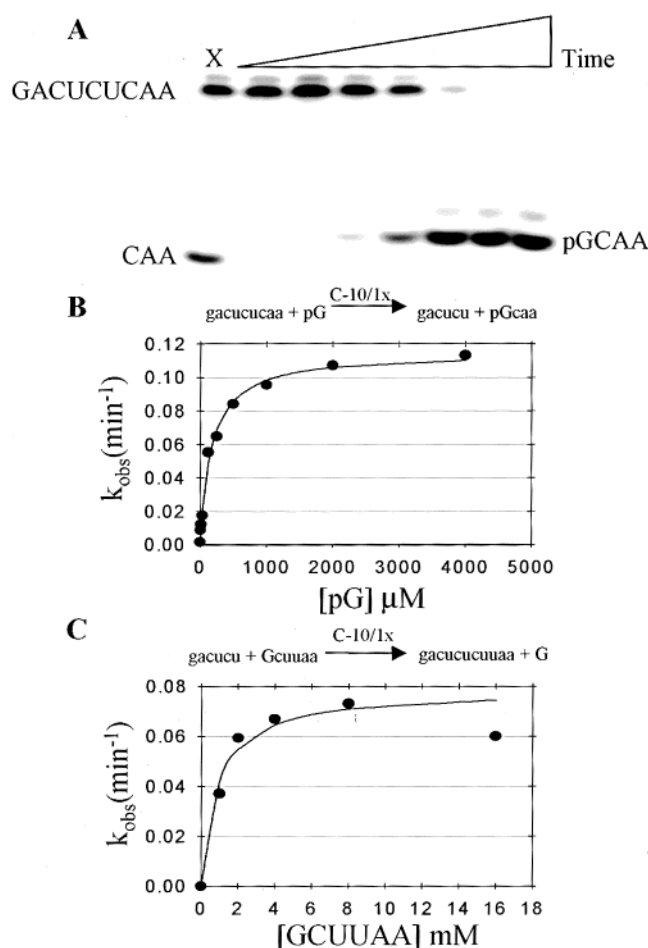 A
X
Time
GACUCUCAA
CAA
pGCAA
B
gacucucaa + pG C-10/1x gacucu + pGcaa
0.12
0.10
0.08
0.06
0.04
0.02
0.00
kobs(min-1)
0 1000 2000 3000 4000 5000
[pG] μM
C
gacucu + Gcuuaa C-10/1x gacucucuuaa + G
0.08
0.06
0.04
0.02
0.00
kobs(min-1)
0 2 4 6 8 10 12 14 16 18
[GCUUAA] mM